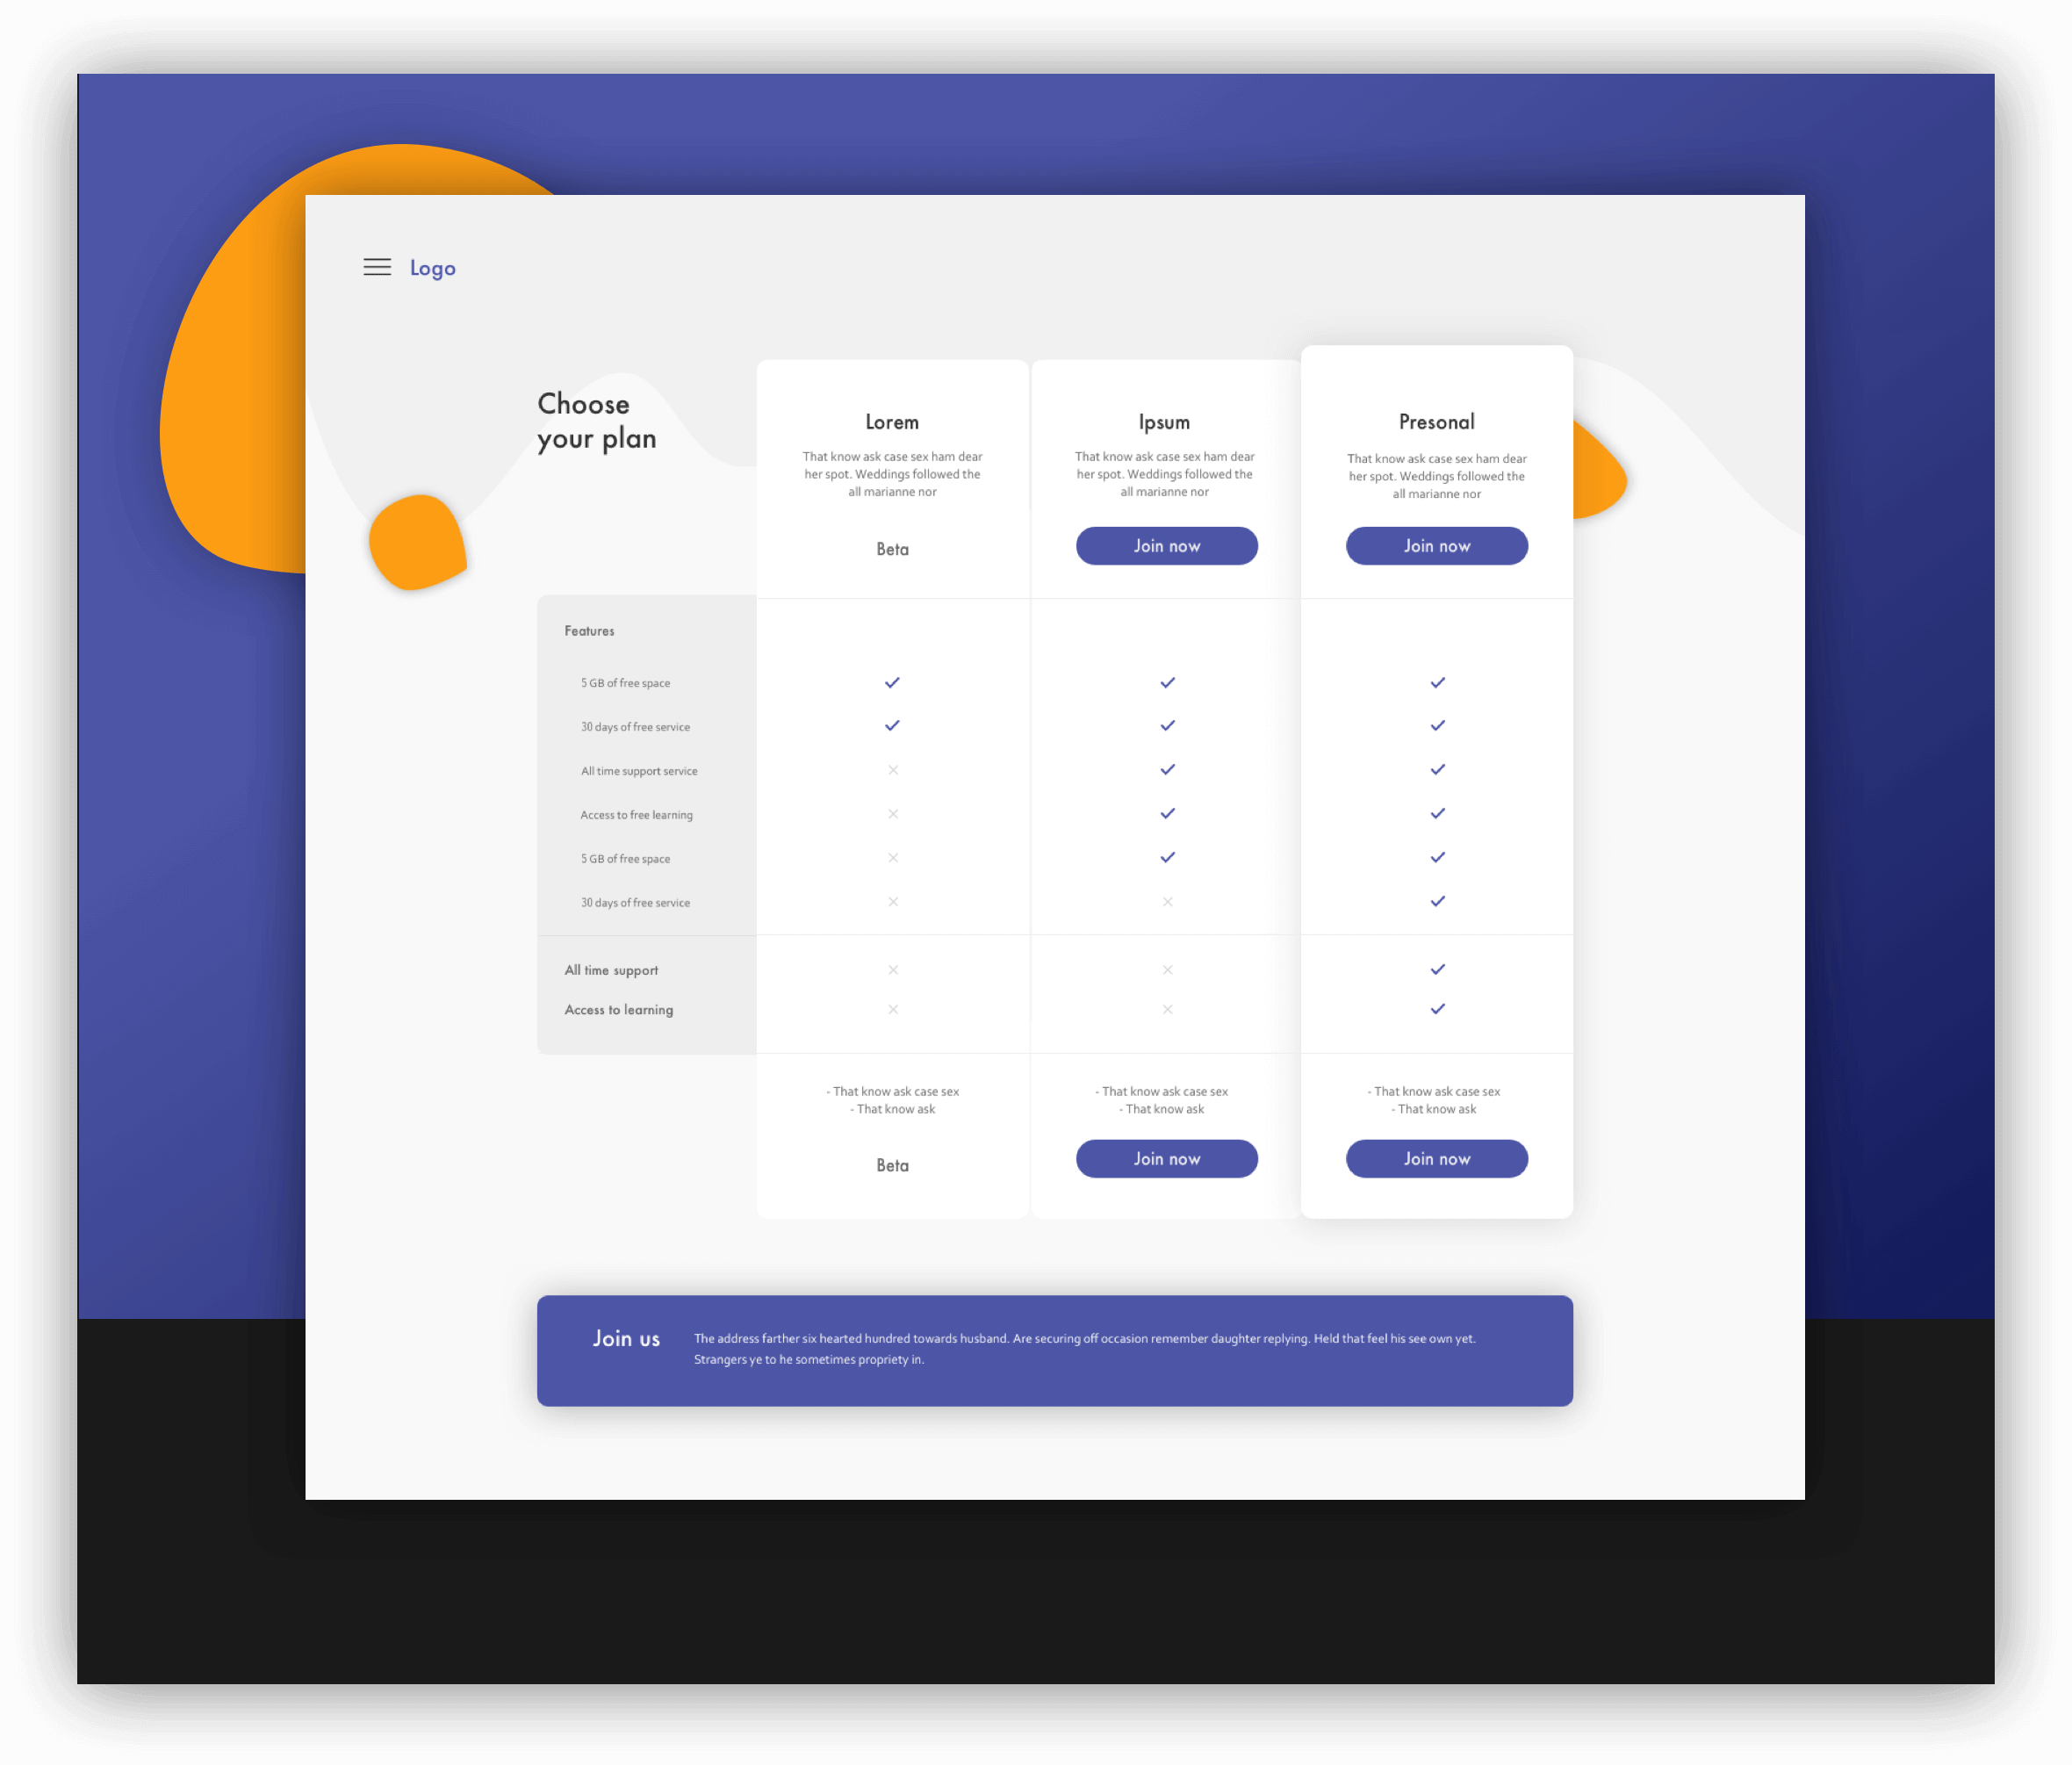 Logo
Choose
your plan
Lorem
That know ask case sex ham dear
her spot. Weddings followed the
all marianne nor
Beta
Ipsum
That know ask case sex ham dear
her spot. Weddings followed the
all marianne nor
Join now
Presonal
That know ask case sex ham dear
her spot. Weddings followed the
all marianne nor
Join now
Features
5 GB of free space
30 days of free service
All time support service
Access to free learning
5 GB of free space
30 days of free service
All time support
Access to learning
- That know ask case sex
- That know ask
Beta
- That know ask case sex
- That know ask
Join now
- That know ask case sex
- That know ask
Join now
Join us
The address farther six hearted hundred towards husband. Are securing off occasion remember daughter replying. Held that feel his see own yet.
Strangers ye to he sometimes propriety in.